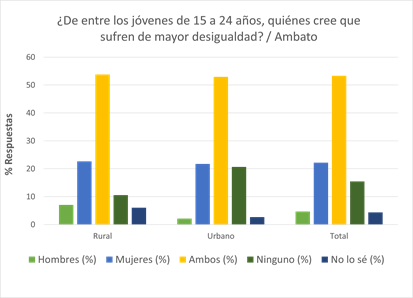 ¿De entre los jóvenes de 15 a 24 años, quiénes cree que
sufren de mayor desigualdad? / Ambato
% Respuestas
60
50
40
30
20
10
0
Rural Urbano Total
Hombres (%) Mujeres (%) Ambos (%) Ninguno (%) No lo sé (%)